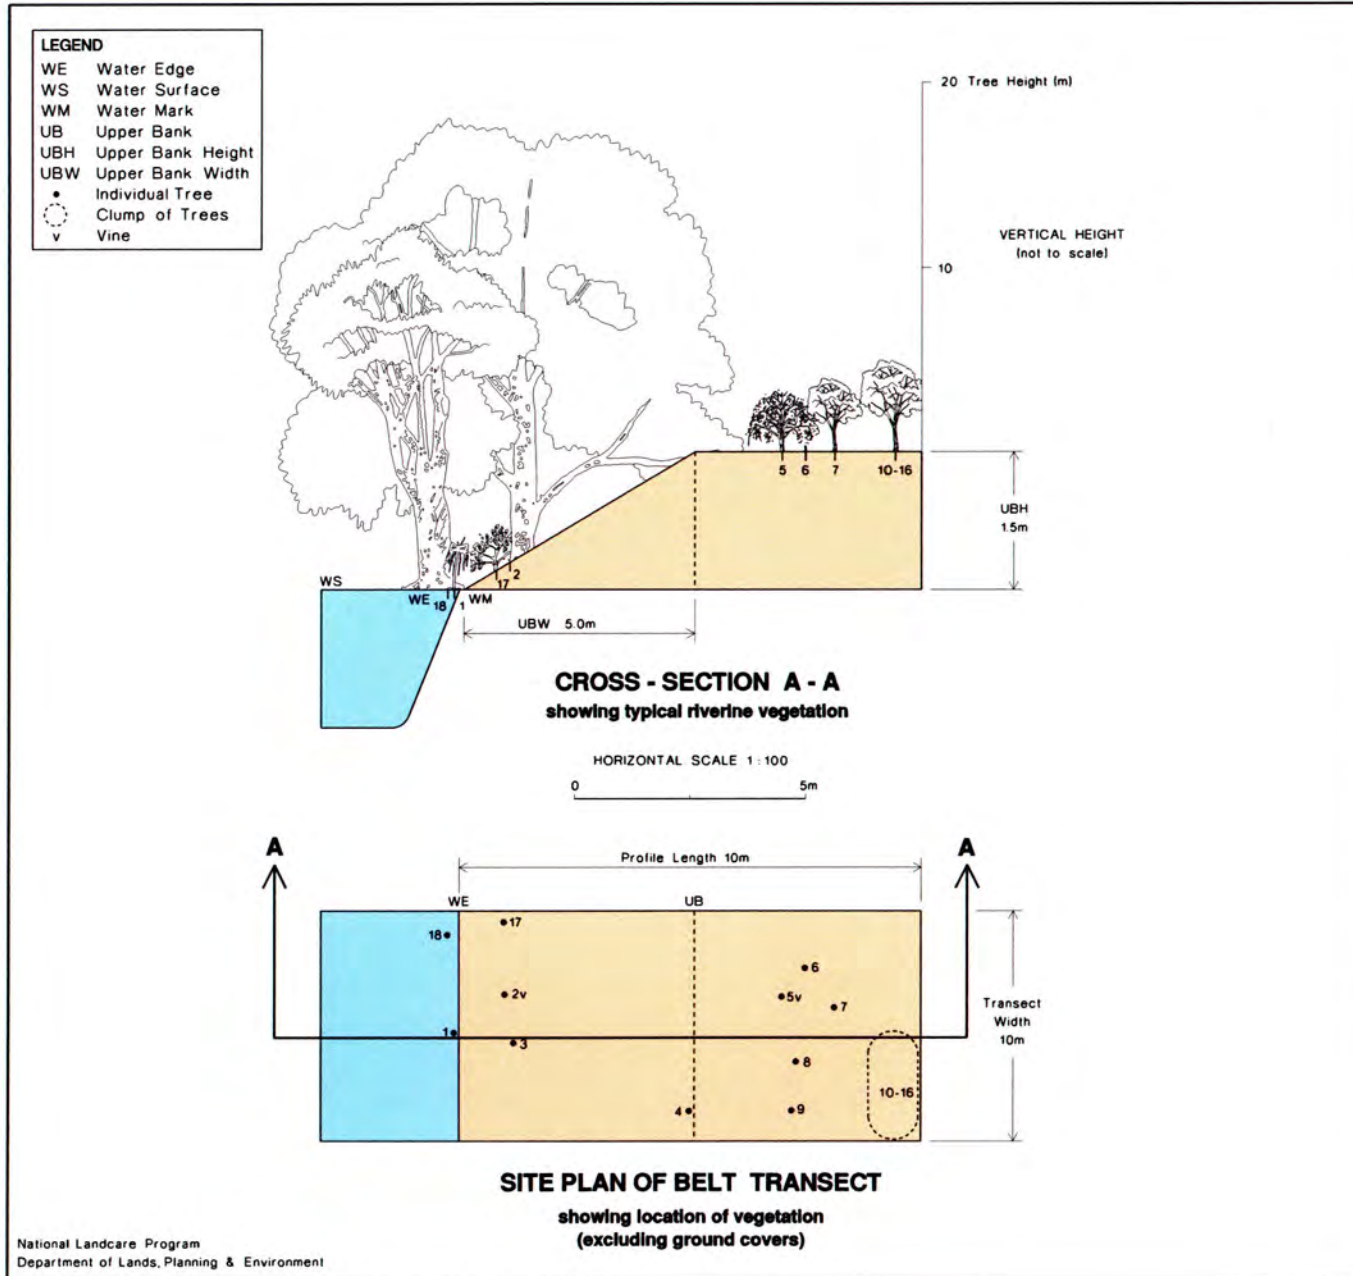 LEGEND
WE Water Edge
WS Water Surface
WM Water Mark
UB Upper Bank
UBH Upper Bank Height
UBW Upper Bank Width
Individual Tree
Clump of Trees
v Vine
20 Tree Height (m)
VERTICAL HEIGHT
(not to scale)
10
5 6 7 10-16
UBH
1.5m
2
17
WS
WE 18 1 WM
UBW 5.0m
CROSS - SECTION A - A
showing typical riverine vegetation
HORIZONTAL SCALE 1:100
0 5m
A A
Profile Length 10m
WE UB
17
18
6
2v
5v
7
1
3
8
4
9
10-16
Transect
Width
10m
SITE PLAN OF BELT TRANSECT
showing location of vegetation
(excluding ground covers)
National Landcare Program
Department of Lands, Planning & Environment